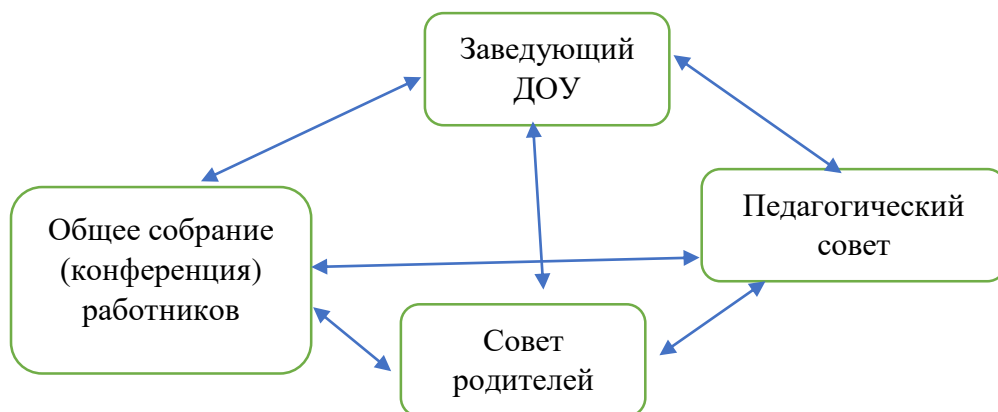 Заведующий
ДОУ
Общее собрание
(конференция)
работников
Педагогический
совет
Совет
родителей